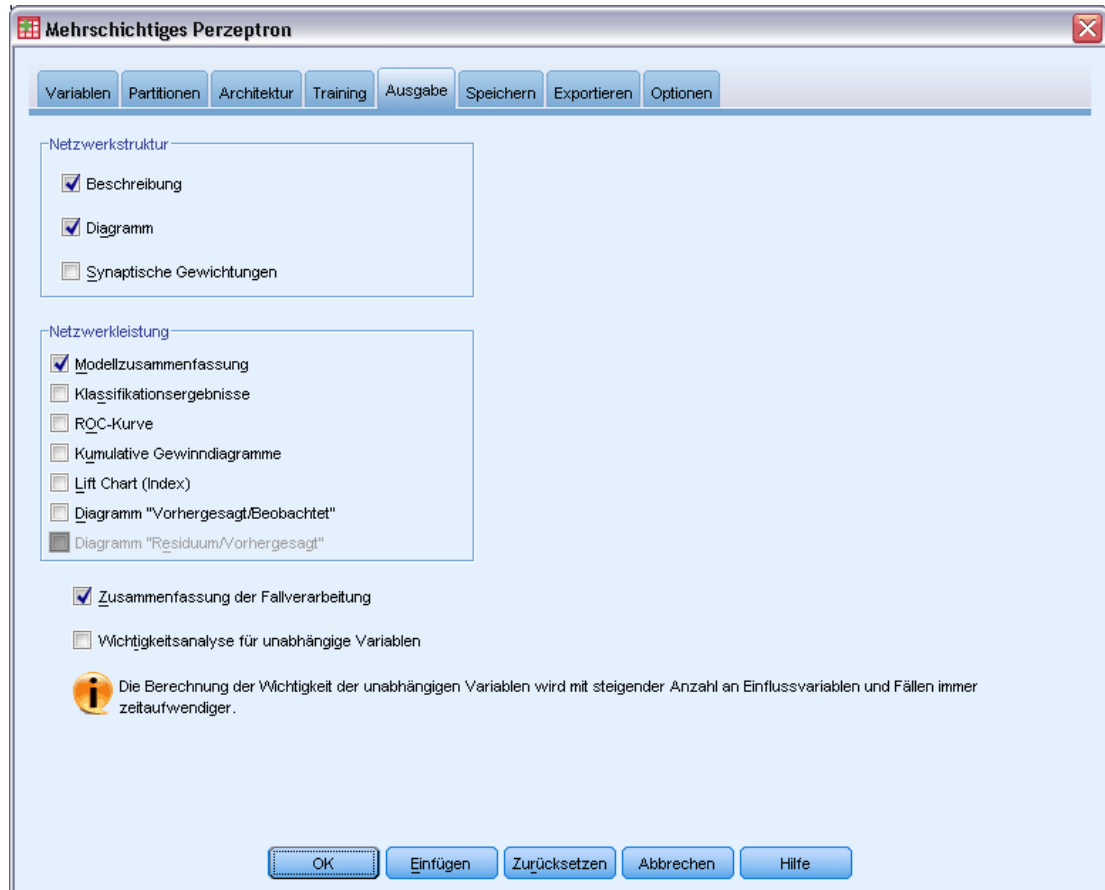 Mehrschichtiges Perzeptron
Variablen Partitionen Architektur Training Ausgabe Speichern Exportieren Optionen
Netzwerkstruktur
Beschreibung
Diagramm
Synaptische Gewichtungen
Netzwerkleistung
Modellzusammenfassung
Klassifikationsergebnisse
ROC-Kurve
Kumulative Gewinndiagramme
Lift Chart (Index)
Diagramm "Vorhergesagt/Beobachtet"
Diagramm "Residuum/Vorhergesagt"
Zusammenfassung der Fallverarbeitung
Wichtigkeitsanalyse für unabhängige Variablen
Die Berechnung der Wichtigkeit der unabhängigen Variablen wird mit steigender Anzahl an Einflussvariablen und Fällen immer
zeitaufwendiger.
OK Einfügen Zurücksetzen Abbrechen Hilfe